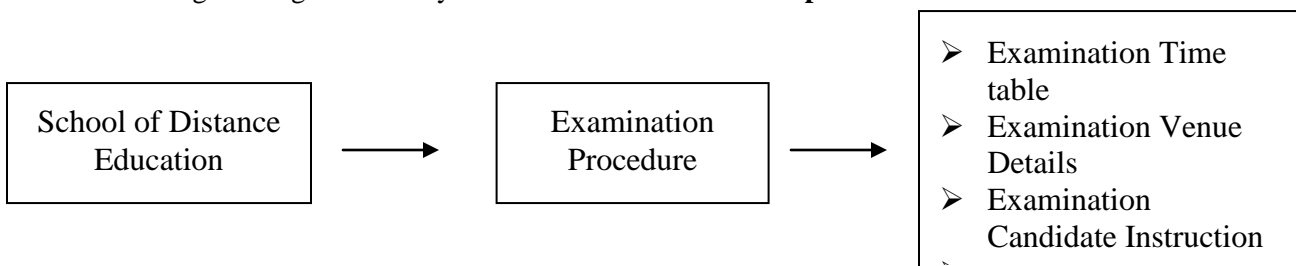 School of Distance
Education
Examination
Procedure
➢ Examination Time
table
➢ Examination Venue
Details
➢ Examination
Candidate Instruction